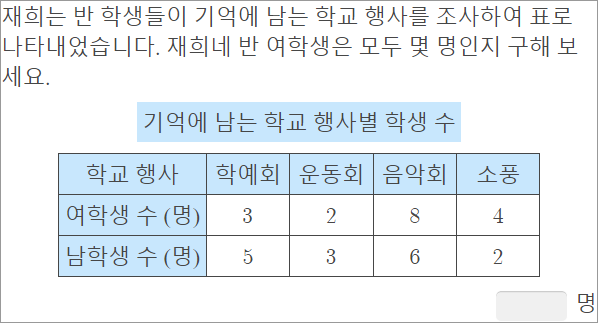 재희는 반 학생들이 기억에 남는 학교 행사를 조사하여 표로
나타내었습니다. 재희네 반 여학생은 모두 몇 명인지 구해 보
세요.
기억에 남는 학교 행사별 학생 수
학교 행사 학예회 운동회 음악회 소풍
여학생 수 (명) 3 2 8 4
남학생 수 (명) 5 3 6 2
명